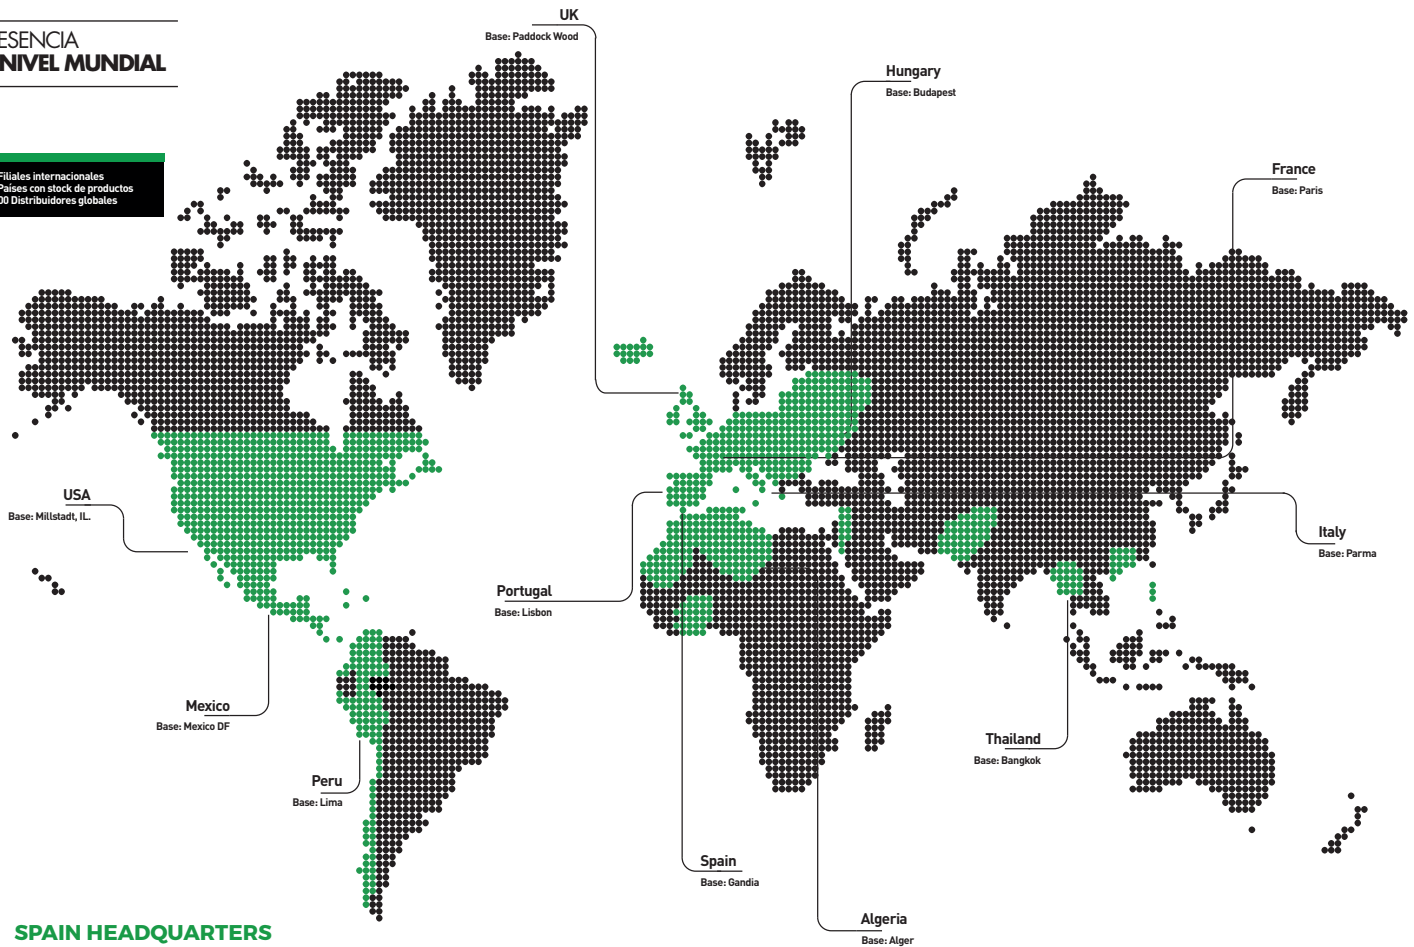 ESENCIA
NIVEL MUNDIAL
Filiales internacionales
Países con stock de productos
00 Distribuidores globales
UK
Base: Paddock Wood
Hungary
Base: Budapest
France
Base: Paris
USA
Base: Millstadt, IL.
Italy
Base: Parma
Portugal
Base: Lisbon
Mexico
Base: Mexico DF
Thailand
Base: Bangkok
Peru
Base: Lima
Spain
Base: Gandia
Algeria
Base: Alger
SPAIN HEADQUARTERS